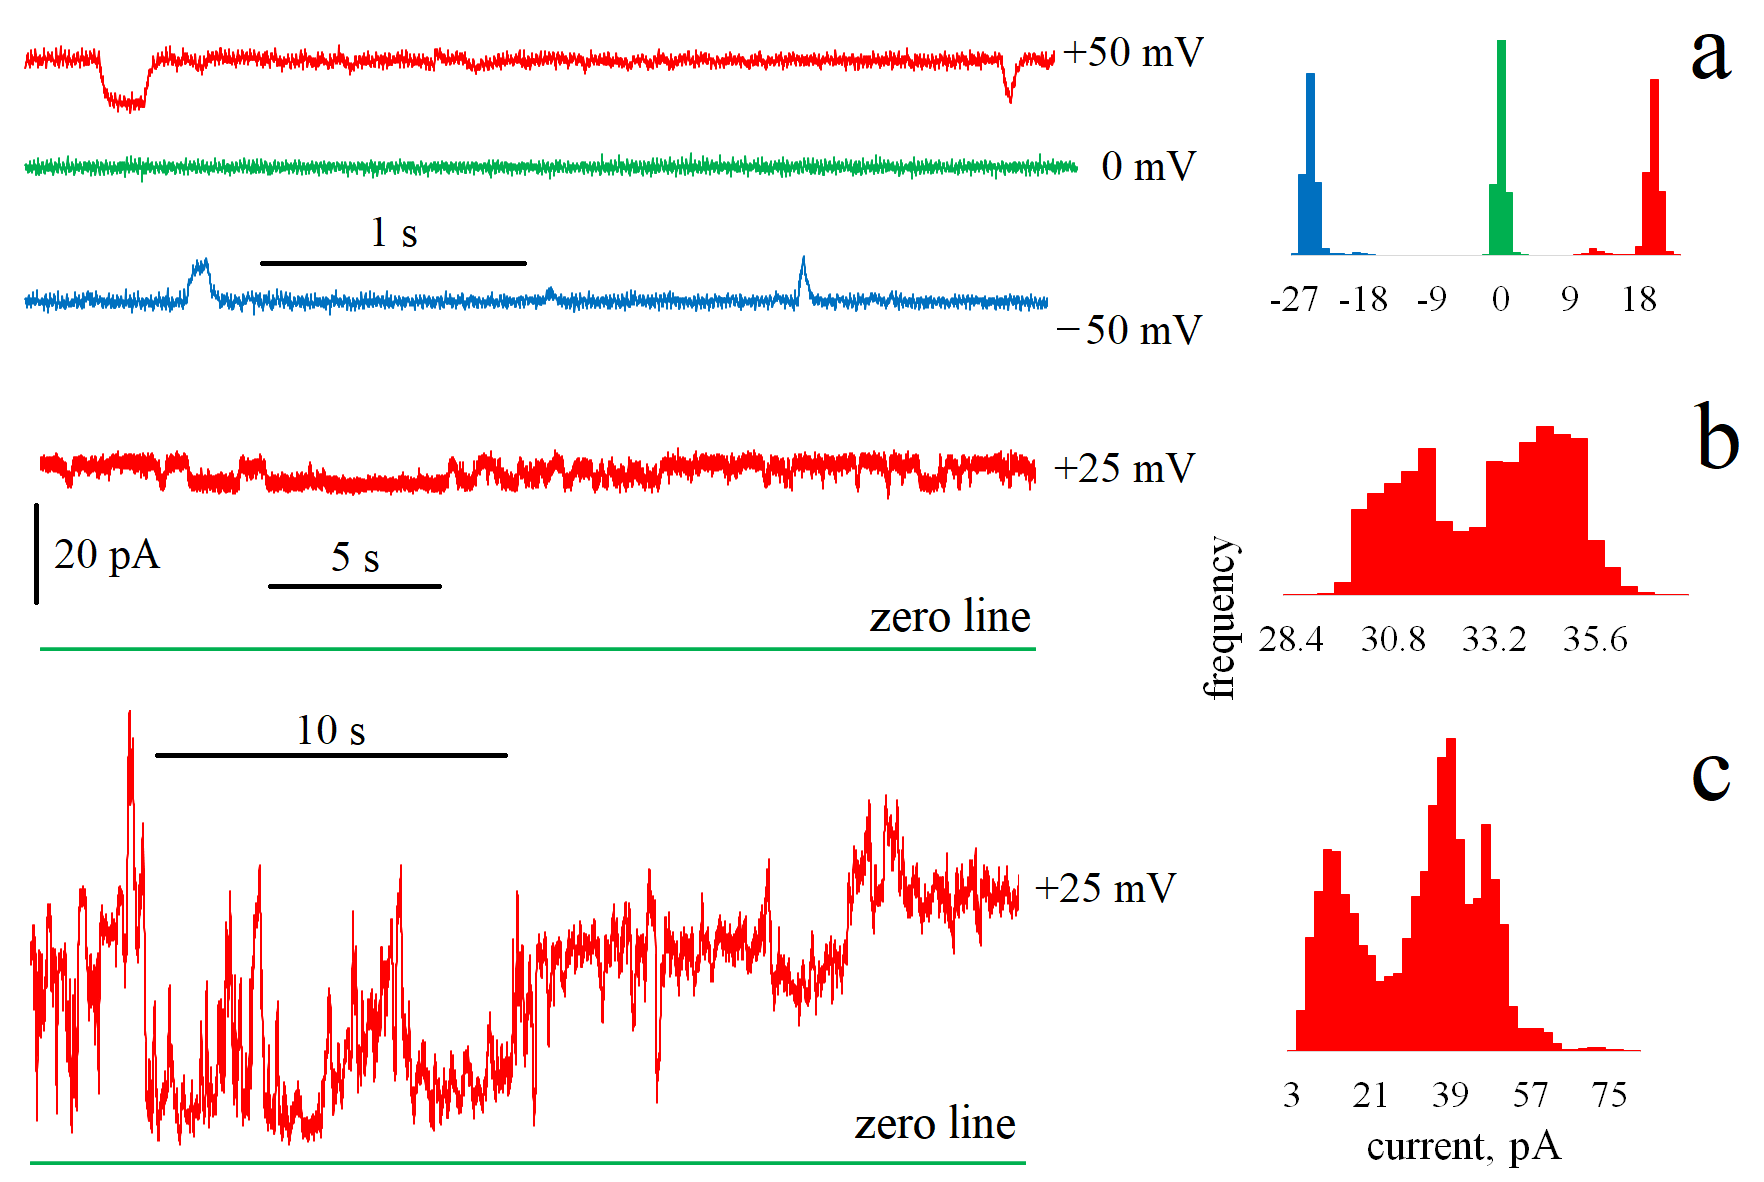 +50 mV
0 mV
1 s
−50 mV
a
-27 -18 -9 0 9 18
+25 mV
20 pA
5 s
zero line
b
frequency
28.4 30.8 33.2 35.6
10 s
+25 mV
zero line
c
3 21 39 57 75
current, pA